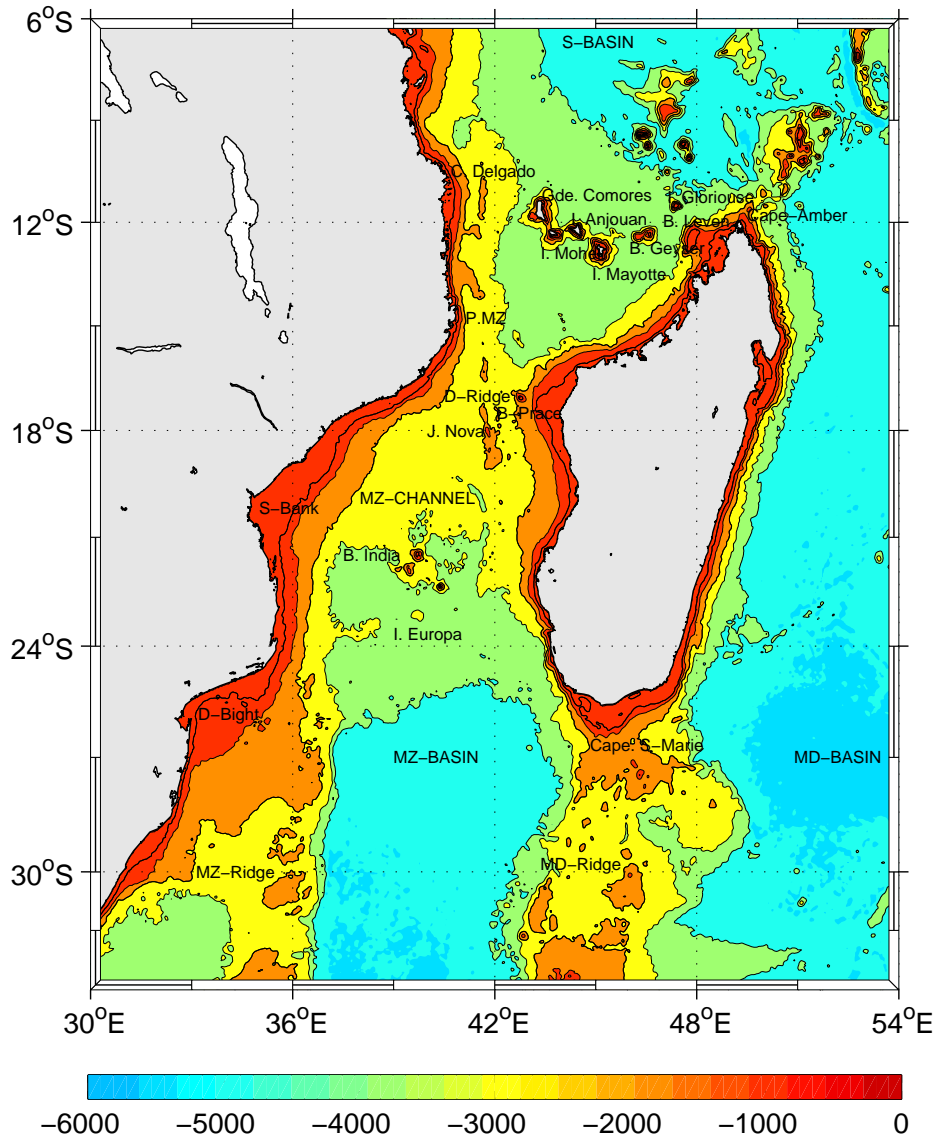 6°S
S−BASIN
C. Delgado
Gde. Comores
I. Gloriouse
12°S
I. Anjouan
B. Leven
Cape−Amber
I. Moheli
B. Geyser
I. Mayotte
P.MZ
D−Ridge
B−Prace
18°S
J. Nova
MZ−CHANNEL
S−Bank
B. India
I. Europa
24°S
D−Bight
Cape. S−Marie
MZ−BASIN
MD−BASIN
30°S
MZ−Ridge
MD−Ridge
30°E 36°E 42°E 48°E 54°E
−6000 −5000 −4000 −3000 −2000 −1000 0